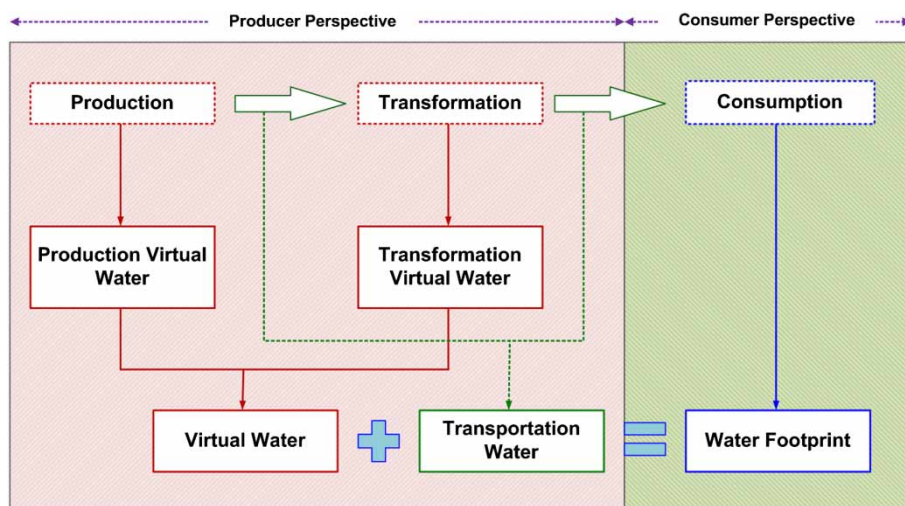 Producer Perspective
Consumer Perspective
Production
Transformation
Consumption
Production Virtual
Water
Transformation
Virtual Water
Virtual Water
Transportation
Water
Water Footprint